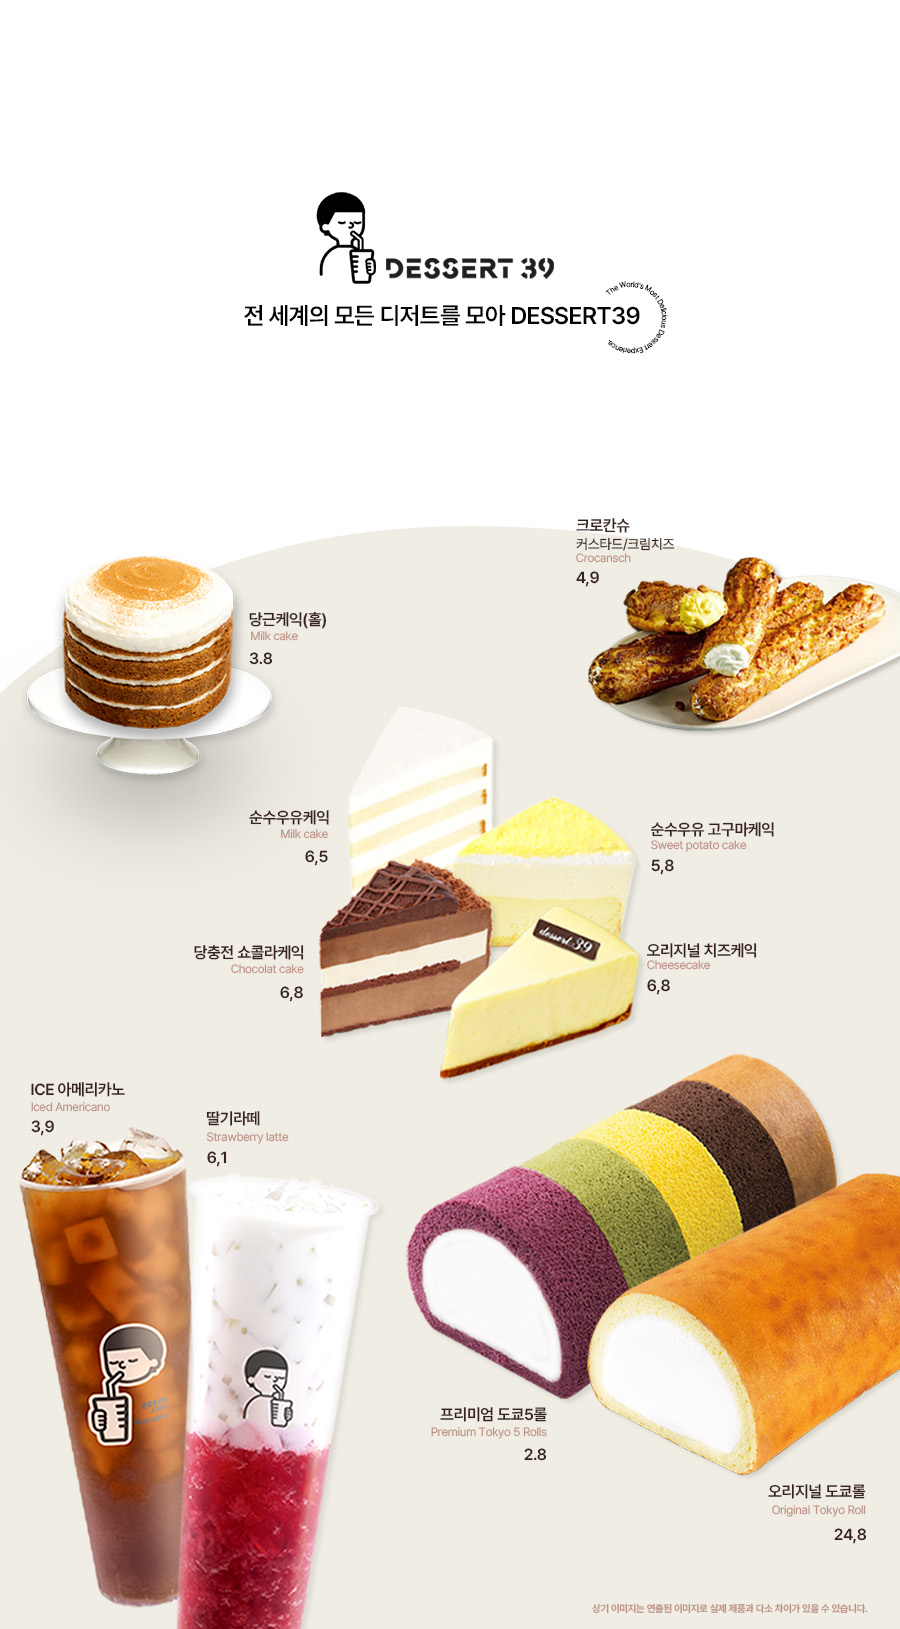 DESSERT 39
전 세계의 모든 디저트를 모아 DESSERT39
The World's Most Delicious Dessert Experience.
크로칸슈
커스타드/크림치즈
Crocansch
4,9
당근케익(홀)
Milk cake
3.8
순수우유케익
Milk cake
6,5
순수우유 고구마케익
Sweet potato cake
5,8
당충전 쇼콜라케익
Chocolat cake
6,8
dessert39
오리지널 치즈케익
Cheesecake
6,8
ICE 아메리카노
Iced Americano
3,9
딸기라떼
Strawberry latte
6,1
프리미엄 도쿄5롤
Premium Tokyo 5 Rolls
2.8
오리지널 도쿄롤
Original Tokyo Roll
24,8
상기 이미지는 연출된 이미지로 실제 제품과 다소 차이가 있을 수 있습니다.